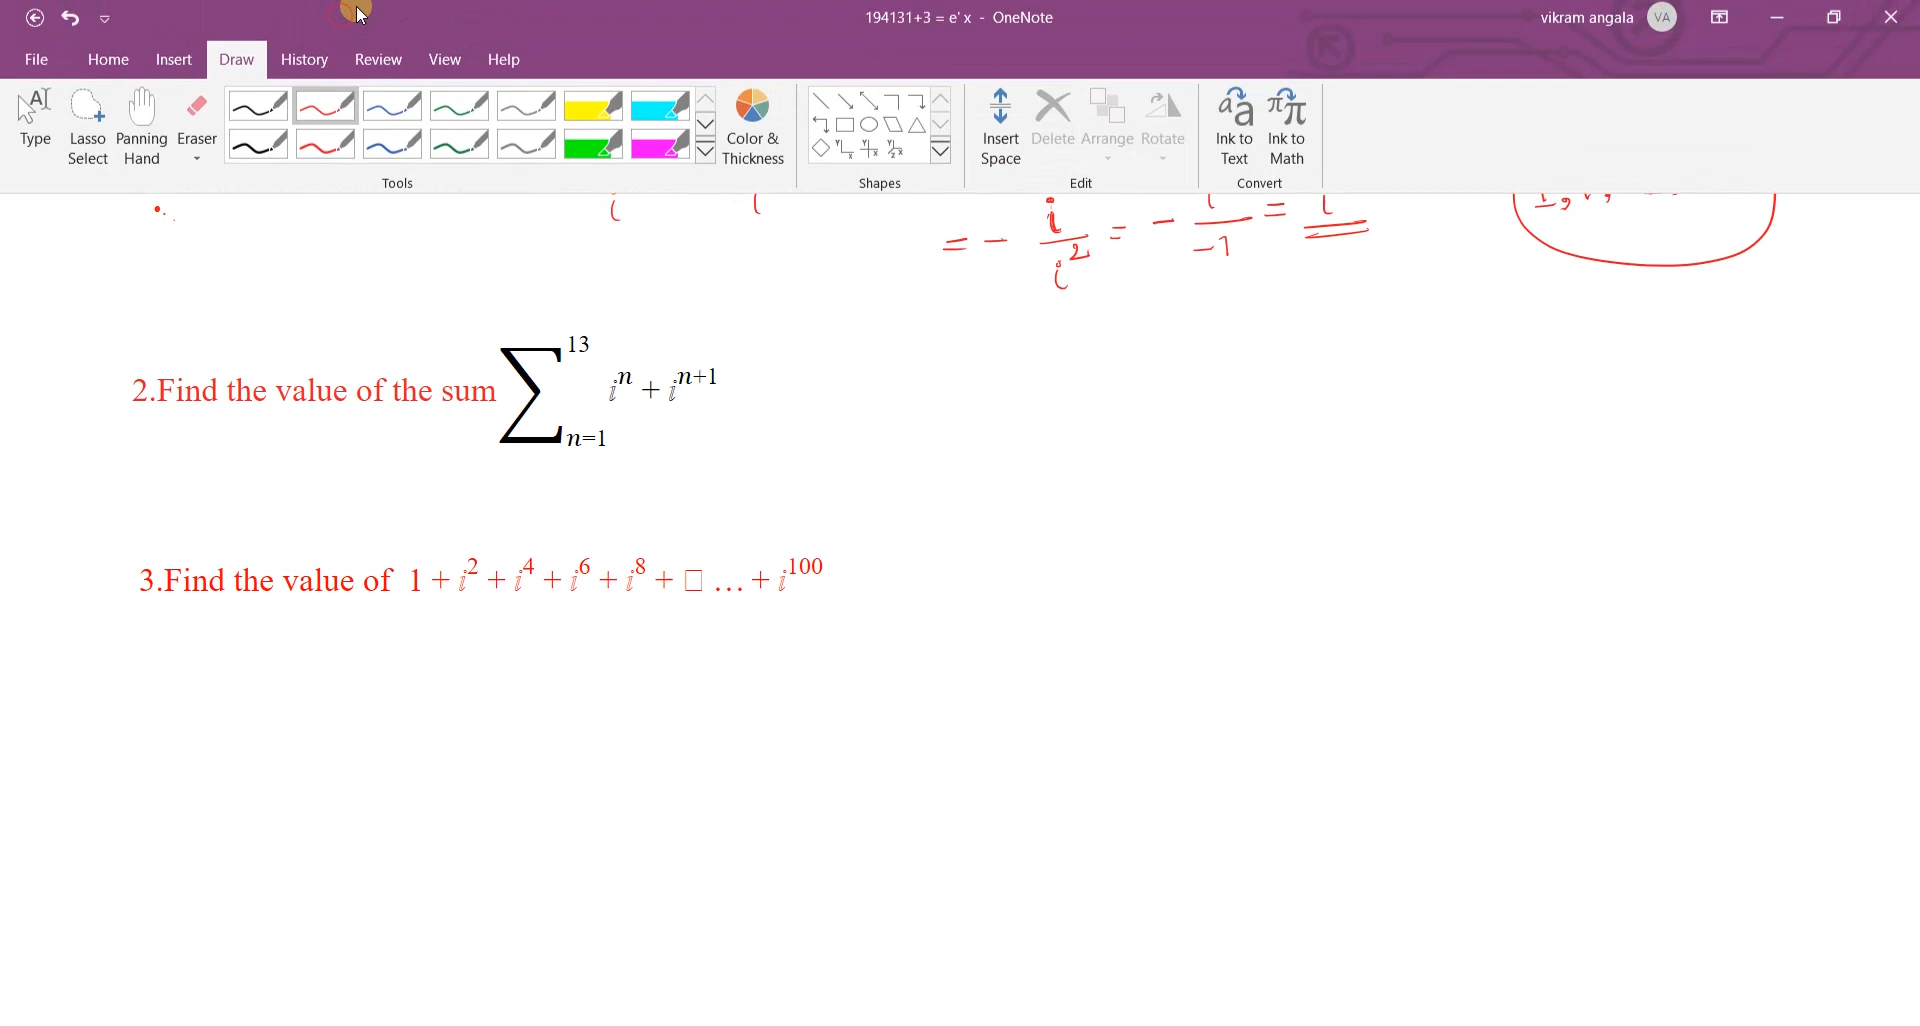 194131+3 = e' x - OneNote
vikram angala VA
File Home Insert Draw History Review View Help
Type Lasso Select Panning Hand Eraser Color & Thickness Insert Space Delete Arrange Rotate Ink to Text Ink to Math
Tools Shapes Edit Convert
= - i/i^2 = - /-1 =
2.Find the value of the sum ∑_{n=1}^{13} i^n + i^{n+1}
3.Find the value of 1 + i^2 + i^4 + i^6 + i^8 + □ … + i^100